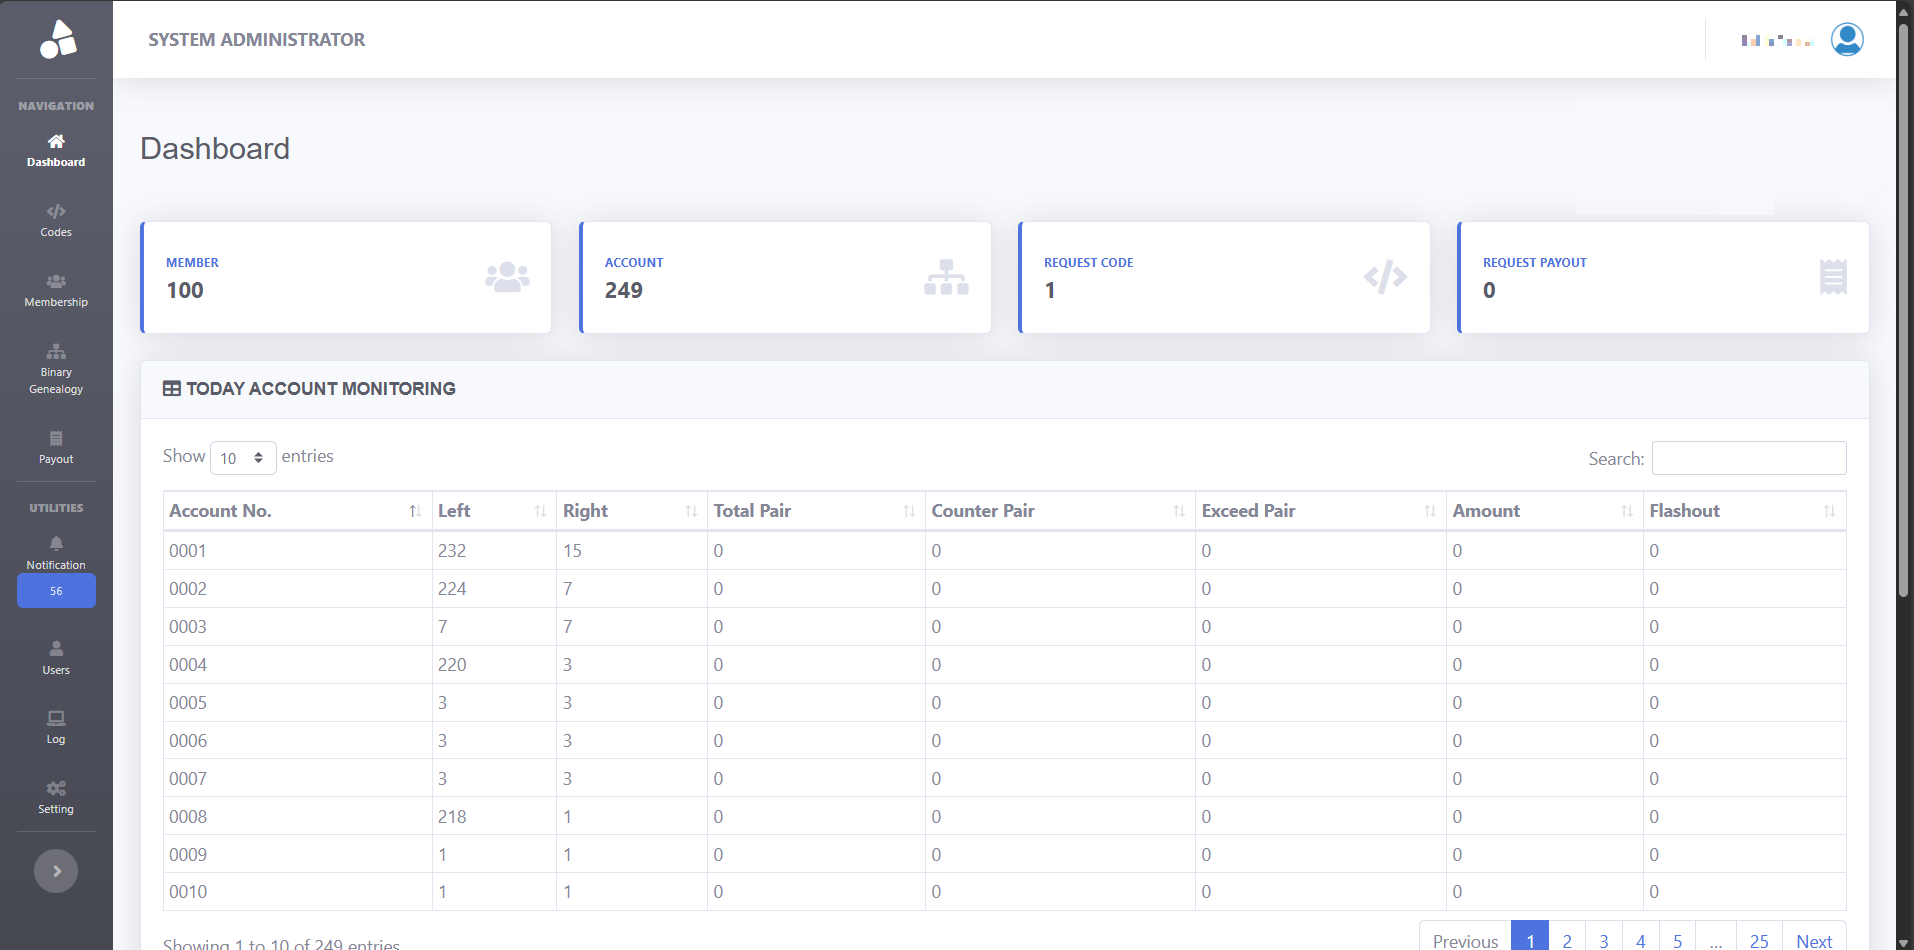 SYSTEM ADMINISTRATOR
NAVIGATION
Dashboard
Codes
Membership
Binary
Genealogy
Payout
UTILITIES
Notification
56
Users
Log
Setting
Dashboard
MEMBER
100
ACCOUNT
249
REQUEST CODE
1
REQUEST PAYOUT
0
TODAY ACCOUNT MONITORING
Show 10 entries
Search:
Account No. Left Right Total Pair Counter Pair Exceed Pair Amount Flashout
0001 232 15 0 0 0 0 0
0002 224 7 0 0 0 0 0
0003 7 7 0 0 0 0 0
0004 220 3 0 0 0 0 0
0005 3 3 0 0 0 0 0
0006 3 3 0 0 0 0 0
0007 3 3 0 0 0 0 0
0008 218 1 0 0 0 0 0
0009 1 1 0 0 0 0 0
0010 1 1 0 0 0 0 0
Showing 1 to 10 of 249 entries
Previous 1 2 3 4 5 ... 25 Next